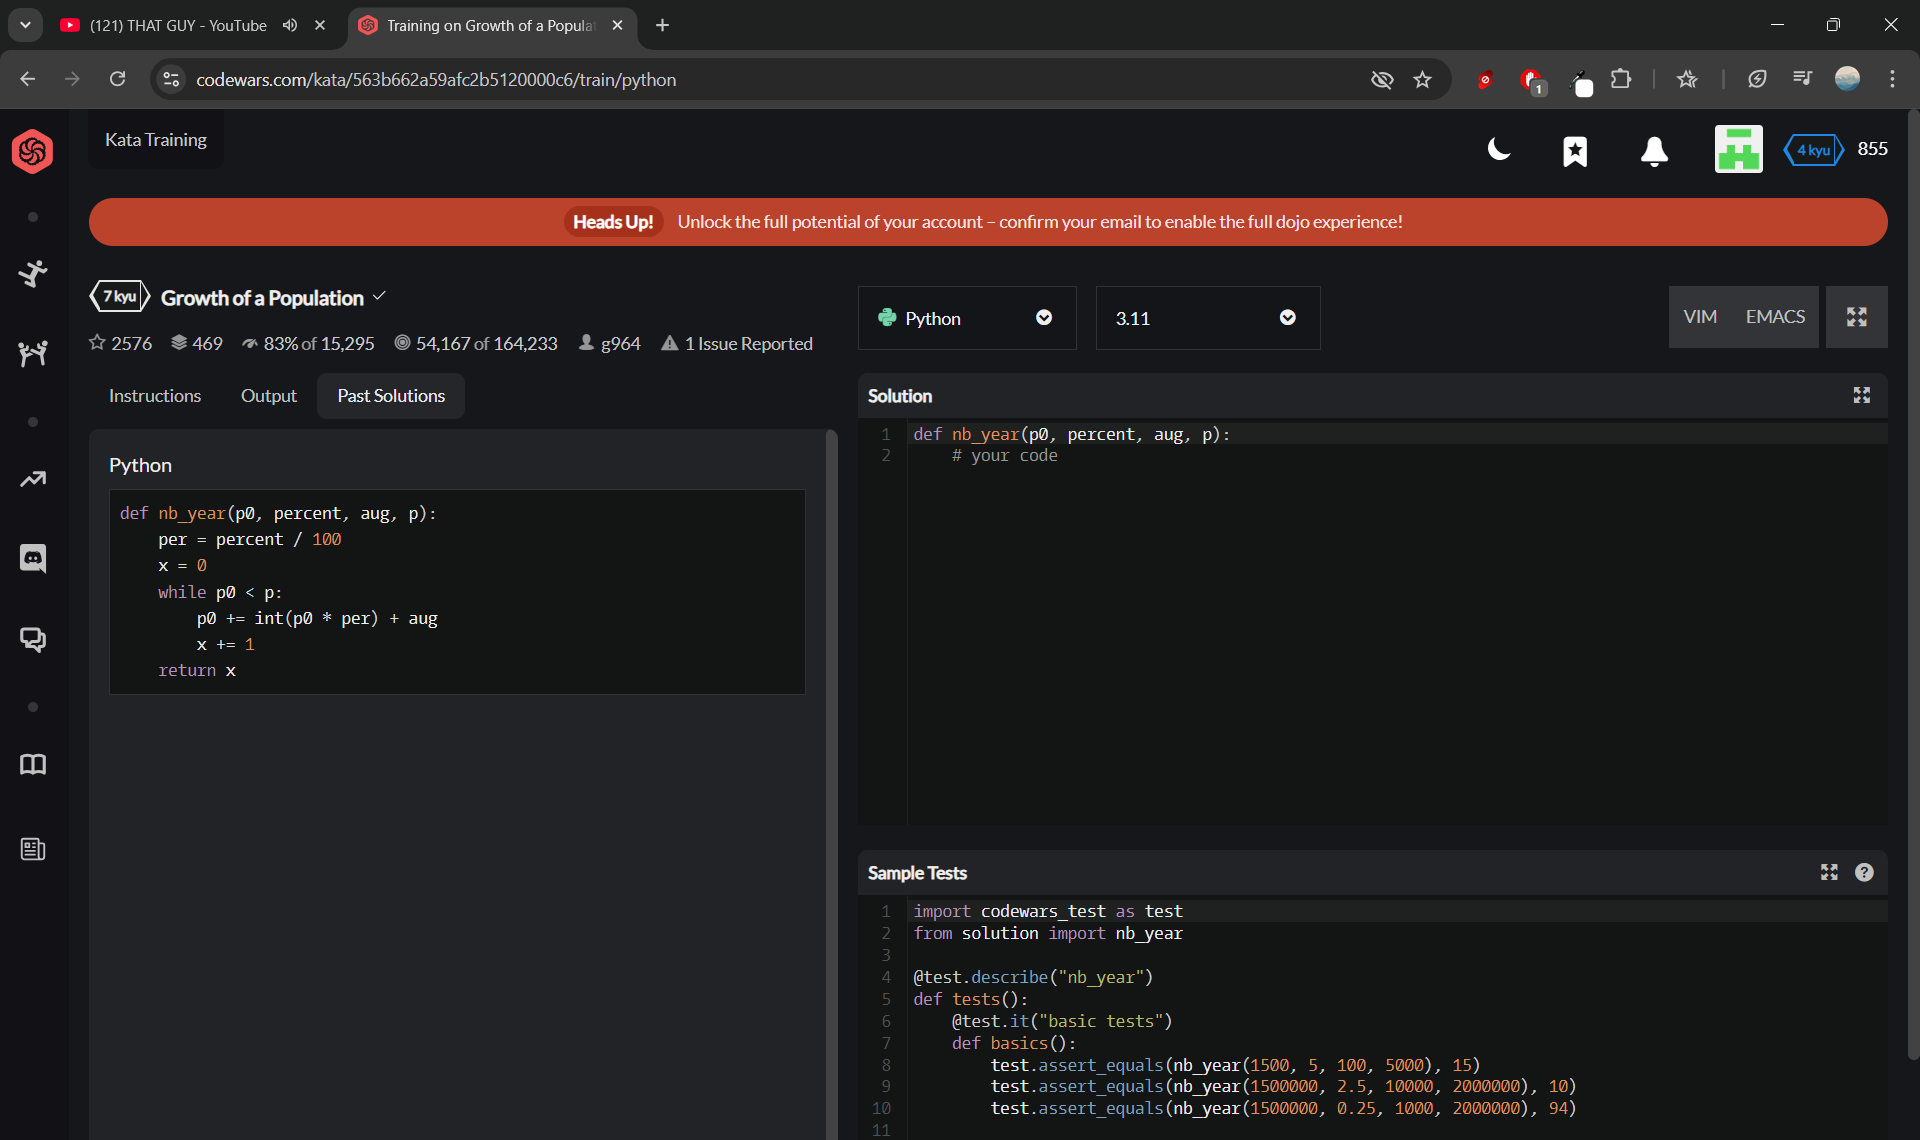 (121) THAT GUY - YouTube
Training on Growth of a Popula
codewars.com/kata/563b662a59afc2b5120000c6/train/python
1
Kata Training
4 kyu
855
Heads Up! Unlock the full potential of your account – confirm your email to enable the full dojo experience!
7 kyu
Growth of a Population
2576
469
83% of 15,295
54,167 of 164,233
g964
1 Issue Reported
Instructions
Output
Past Solutions
Python
def nb_year(p0, percent, aug, p):
    per = percent / 100
    x = 0
    while p0 < p:
        p0 += int(p0 * per) + aug
        x += 1
    return x
Python
3.11
VIM
EMACS
Solution
1 def nb_year(p0, percent, aug, p):
2     # your code
Sample Tests
?
1 import codewars_test as test
2 from solution import nb_year
3
4 @test.describe("nb_year")
5 def tests():
6     @test.it("basic tests")
7     def basics():
8         test.assert_equals(nb_year(1500, 5, 100, 5000), 15)
9         test.assert_equals(nb_year(1500000, 2.5, 10000, 2000000), 10)
10         test.assert_equals(nb_year(1500000, 0.25, 1000, 2000000), 94)
11